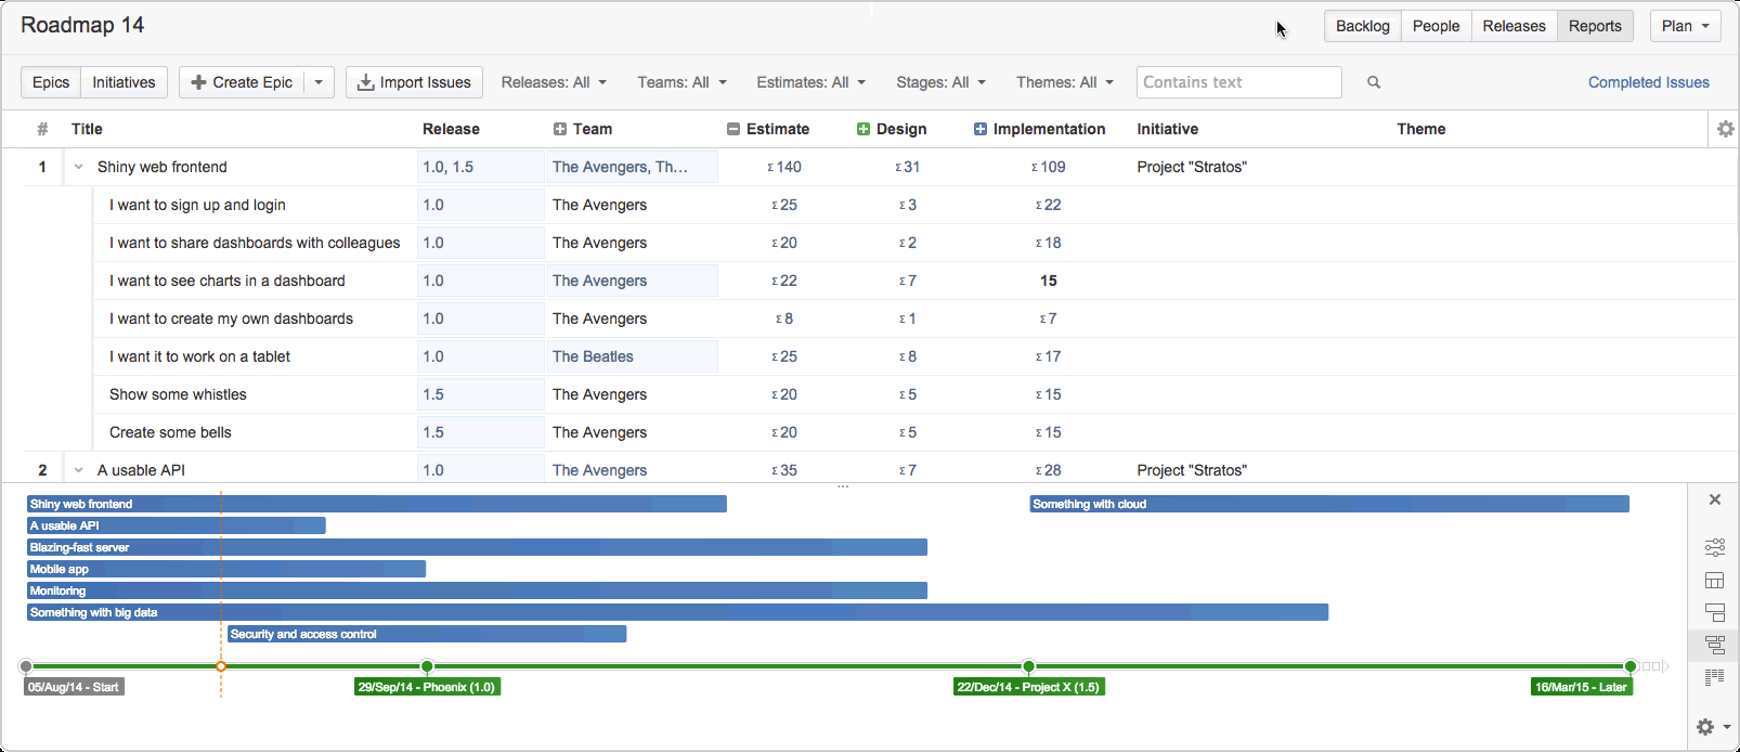 Roadmap 14
Backlog People Releases Reports Plan
Epics Initiatives Create Epic Import Issues Releases: All Teams: All Estimates: All Stages: All Themes: All Contains text Completed Issues
# Title Release Team Estimate Design Implementation Initiative Theme
1 Shiny web frontend 1.0, 1.5 The Avengers, Th... Σ 140 Σ 31 Σ 109 Project "Stratos"
I want to sign up and login 1.0 The Avengers Σ 25 Σ 3 Σ 22
I want to share dashboards with colleagues 1.0 The Avengers Σ 20 Σ 2 Σ 18
I want to see charts in a dashboard 1.0 The Avengers Σ 22 Σ 7 15
I want to create my own dashboards 1.0 The Avengers Σ 8 Σ 1 Σ 7
I want it to work on a tablet 1.0 The Beatles Σ 25 Σ 8 Σ 17
Show some whistles 1.5 The Avengers Σ 20 Σ 5 Σ 15
Create some bells 1.5 The Avengers Σ 20 Σ 5 Σ 15
2 A usable API 1.0 The Avengers Σ 35 Σ 7 Σ 28 Project "Stratos"
Shiny web frontend Something with cloud
A usable API
Blazing-fast server
Mobile app
Monitoring
Something with big data
Security and access control
05/Aug/14 - Start 29/Sep/14 - Phoenix (1.0) 22/Dec/14 - Project X (1.5) 16/Mar/15 - Later